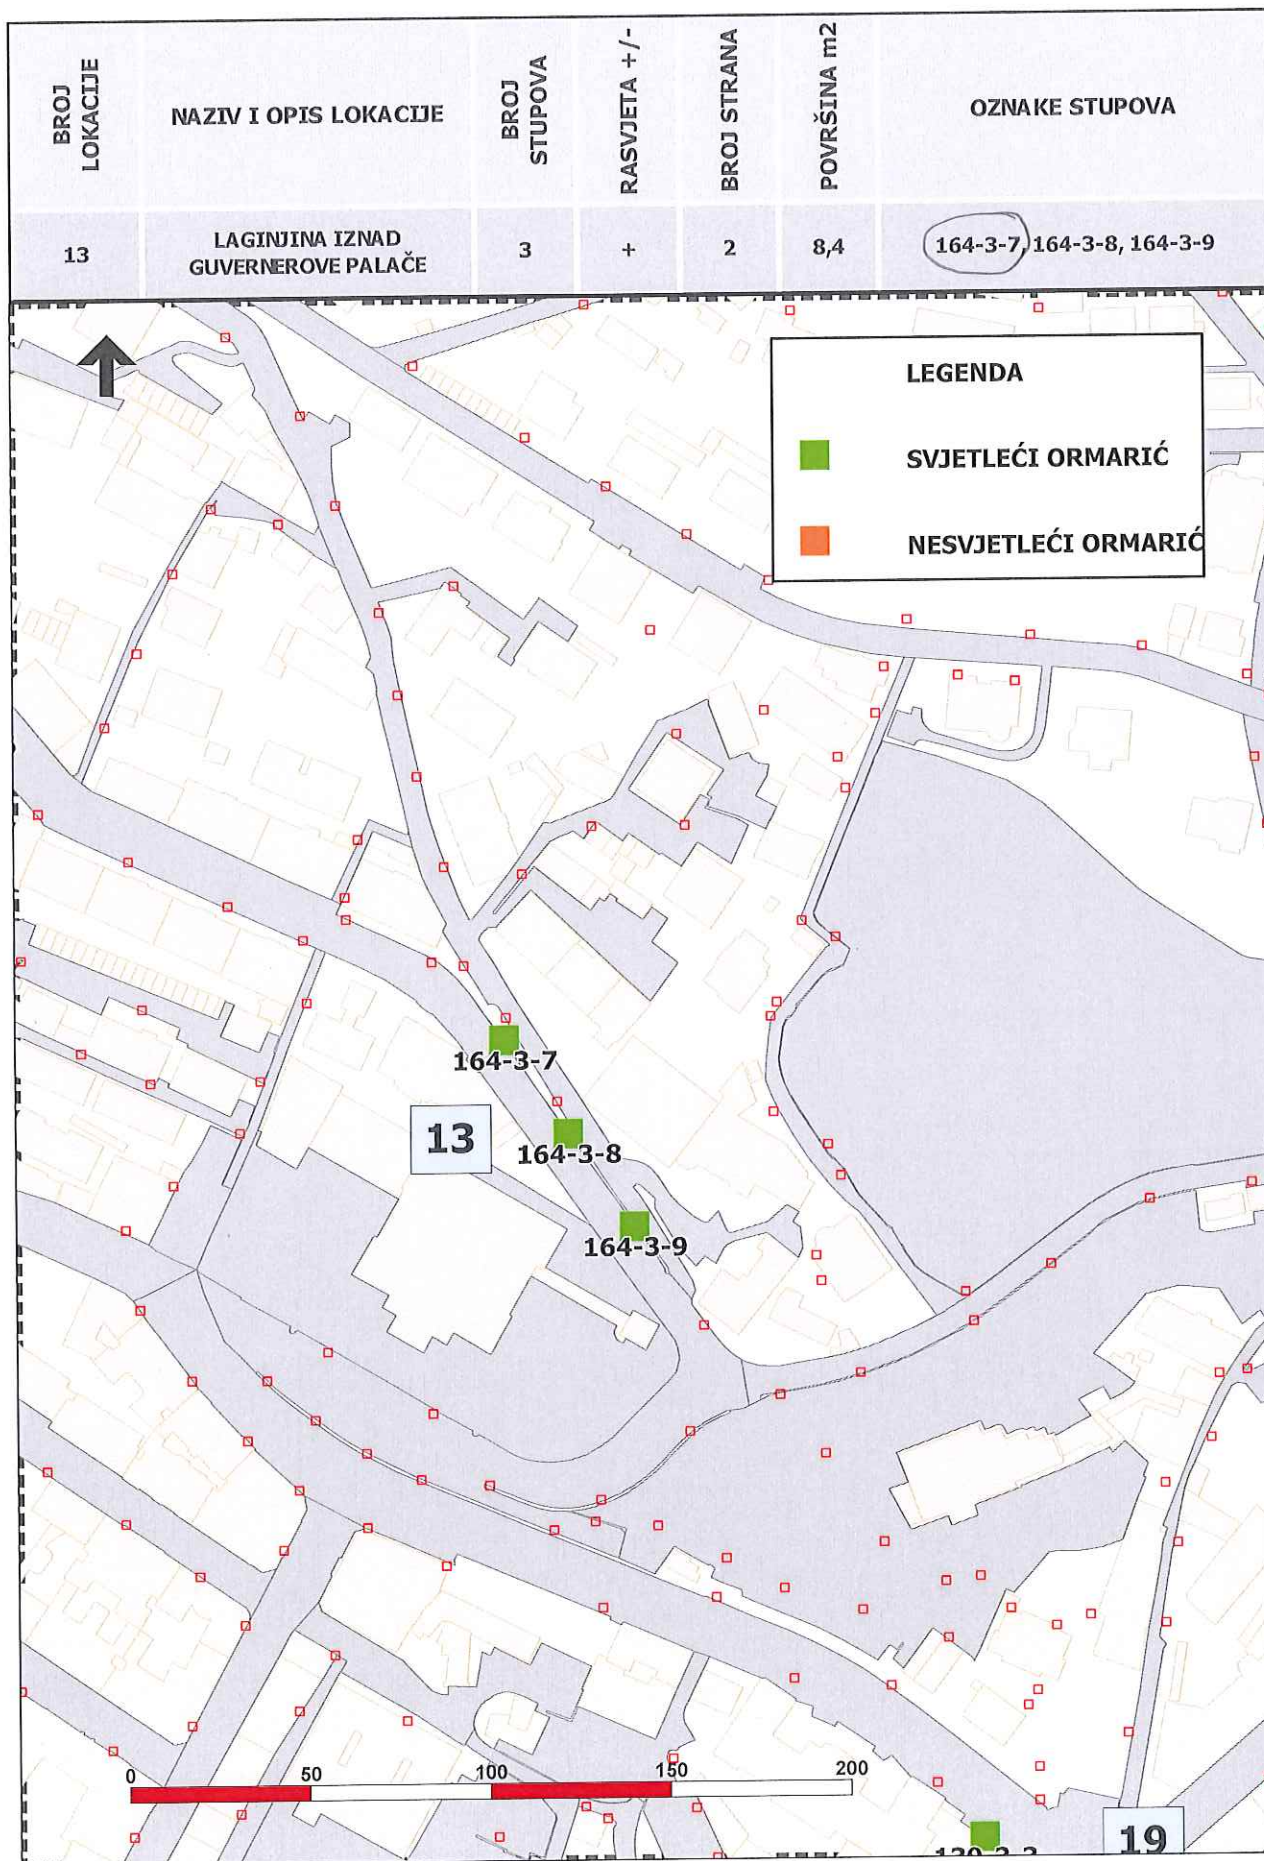 BROJ LOKACIJE
NAZIV I OPIS LOKACIJE
BROJ STUPOVA
RASVJETA +/-
BROJ STRANA
POVRŠINA m2
OZNAKE STUPOVA
13
LAGINJINA IZNAD
GUVERNEROVE PALAČE
3
+
2
8,4
164-3-7, 164-3-8, 164-3-9
LEGENDA
SVJETLEĆI ORMARIĆ
NESVJETLEĆI ORMARIĆ
164-3-7
13
164-3-8
164-3-9
0 50 100 150 200
19